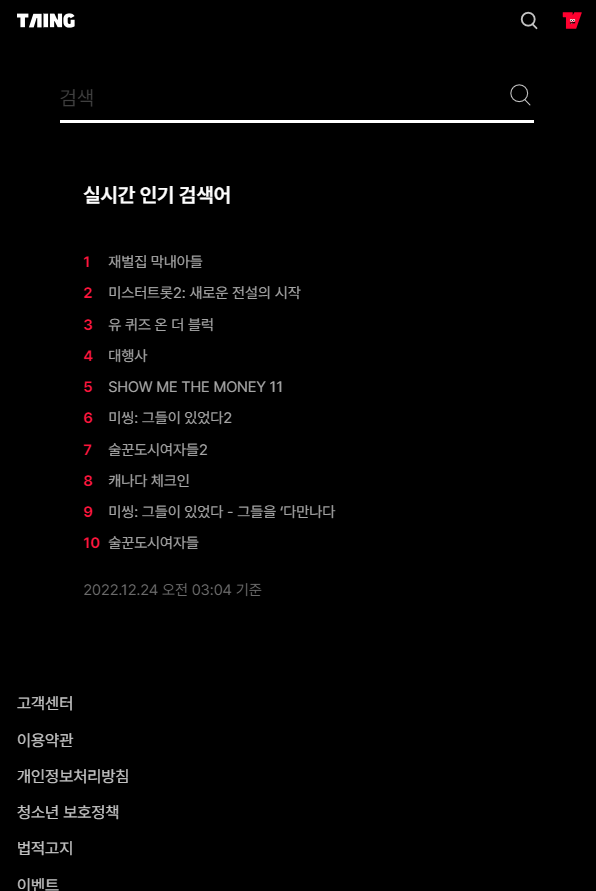 TAING
검색
실시간 인기 검색어
1 재벌집 막내아들
2 미스터트롯2: 새로운 전설의 시작
3 유 퀴즈 온 더 블럭
4 대행사
5 SHOW ME THE MONEY 11
6 미씽: 그들이 있었다2
7 술꾼도시여자들2
8 캐나다 체크인
9 미씽: 그들이 있었다 - 그들을 ‘다만나다
10 술꾼도시여자들
2022.12.24 오전 03:04 기준
고객센터
이용약관
개인정보처리방침
청소년 보호정책
법적고지
이벤트